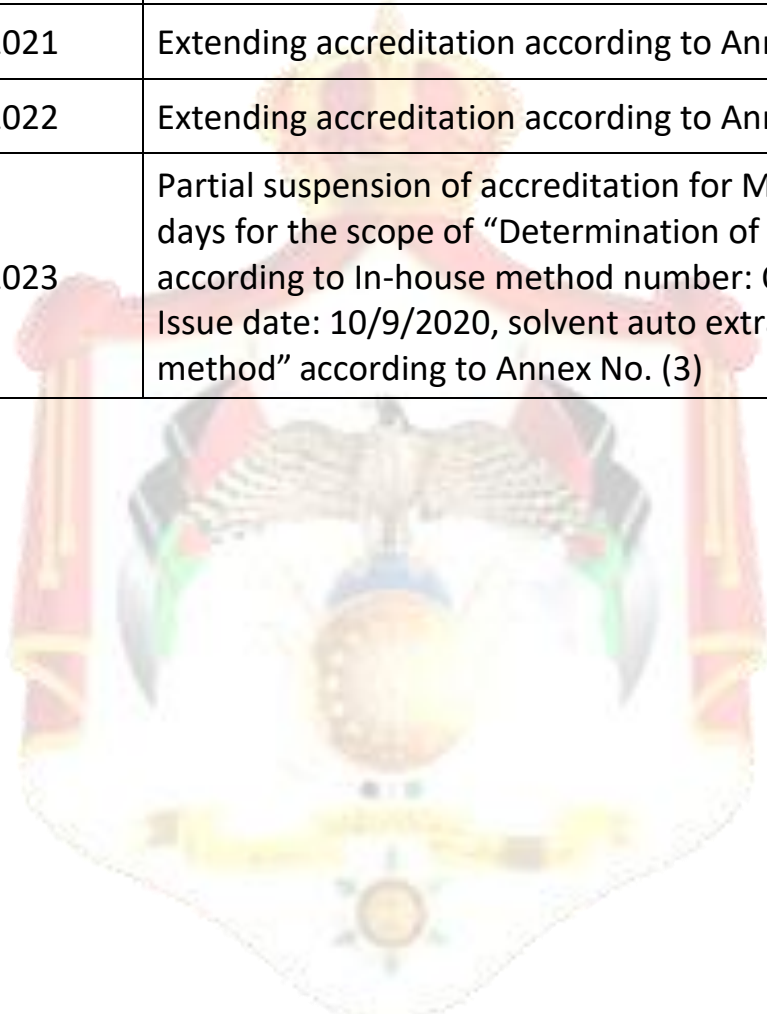 021 Extending accreditation according to An
022 Extending accreditation according to An
Partial suspension of accreditation for M
days for the scope of “Determination of
023 according to In-house method number:
Issue date: 10/9/2020, solvent auto extr
method” according to Annex No. (3)